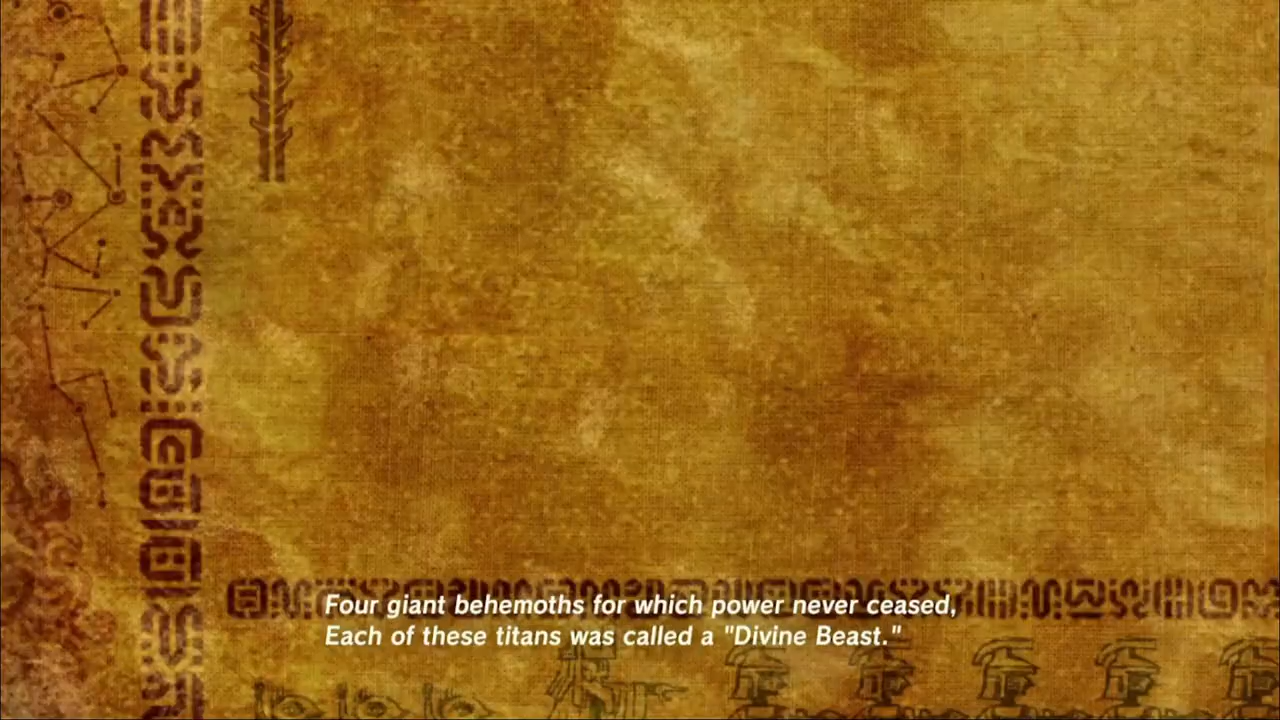 Four giant behemoths for which power never ceased,
Each of these titans was called a "Divine Beast."